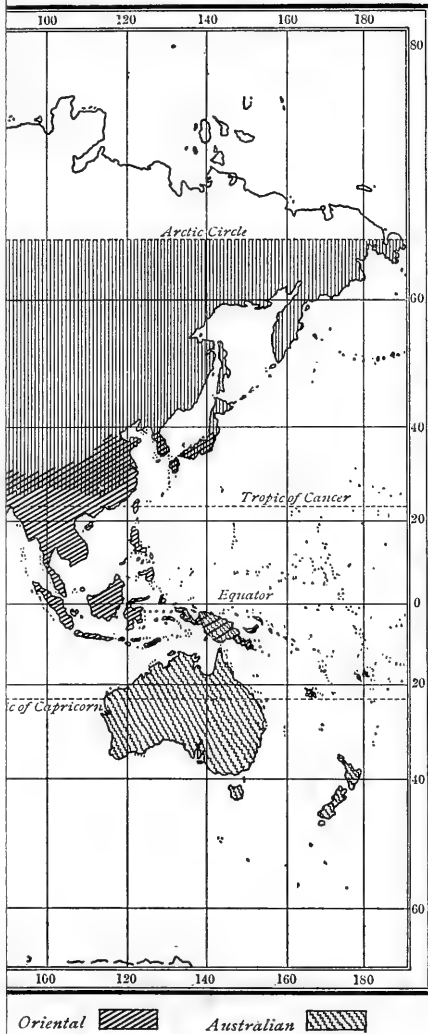 100 120 140 160 180
80
Arctic Circle
60
40
Tropic of Cancer
20
Equator
0
20
ic of Capricorn
40
60
100 120 140 160 180
Oriental Australian